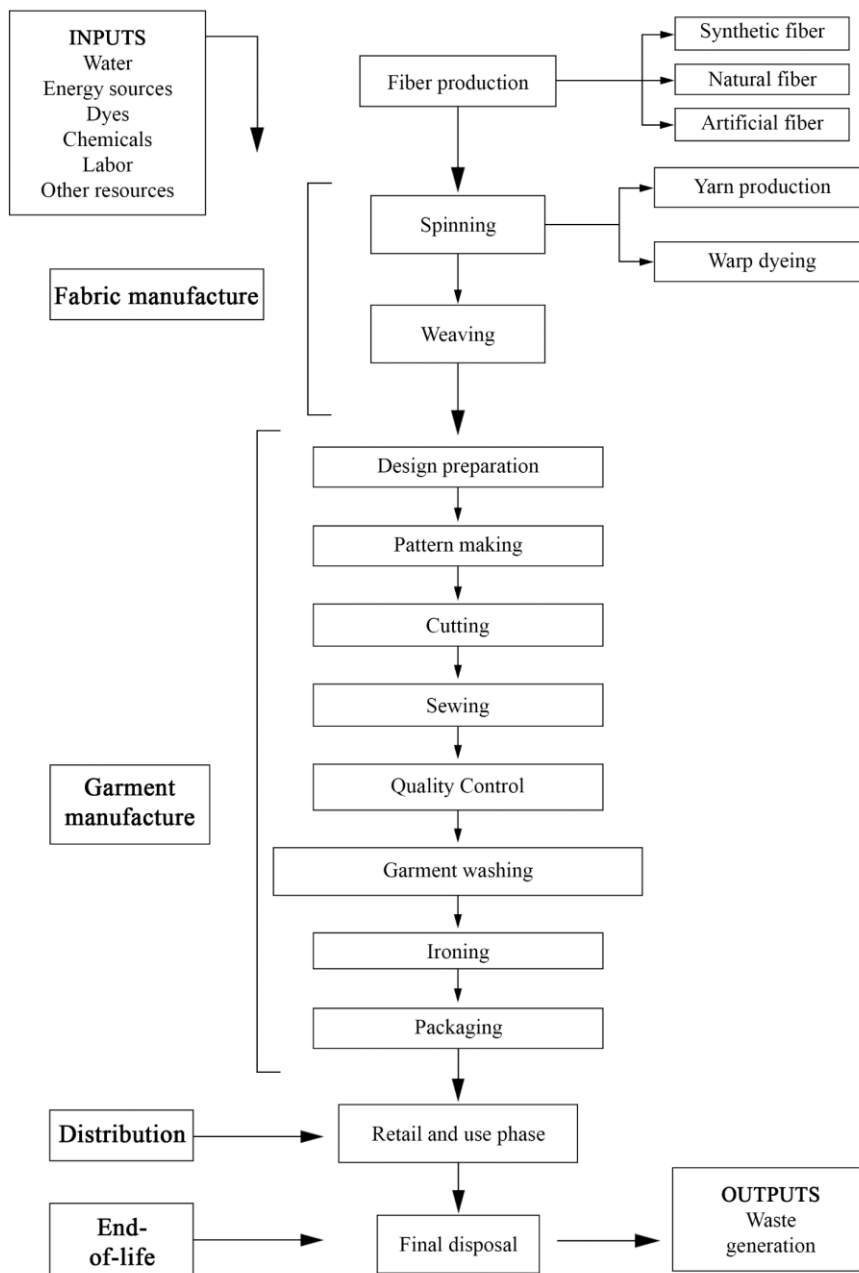 INPUTS
Water
Energy sources
Dyes
Chemicals
Labor
Other resources
Fiber production
Synthetic fiber
Natural fiber
Artificial fiber
Fabric manufacture
Spinning
Yarn production
Warp dyeing
Weaving
Garment
manufacture
Design preparation
Pattern making
Cutting
Sewing
Quality Control
Garment washing
Ironing
Packaging
Distribution
Retail and use phase
End-
of-life
Final disposal
OUTPUTS
Waste
generation